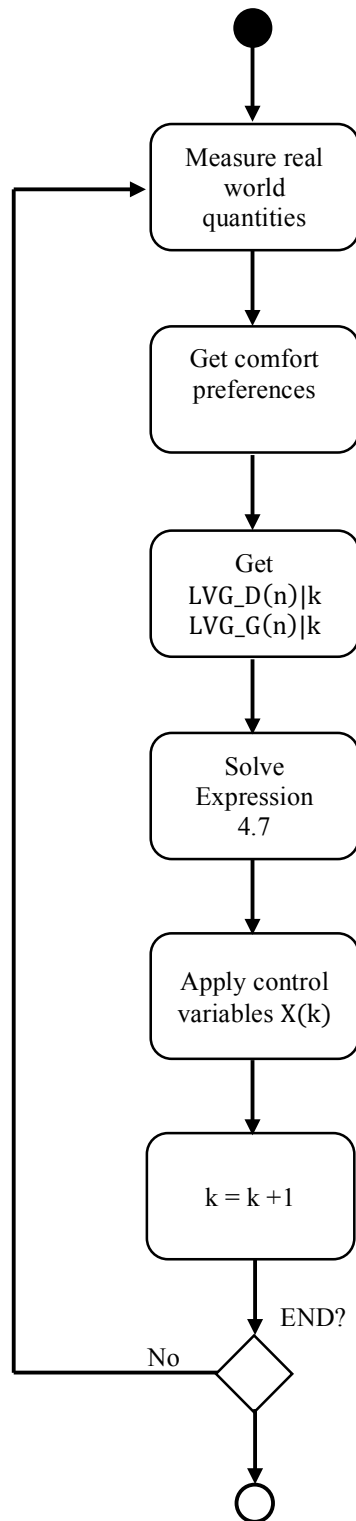 Measure real
world
quantities
Get comfort
preferences
Get
LVG_D(n)|k
LVG_G(n)|k
Solve
Expression
4.7
Apply control
variables X(k)
k = k +1
END?
No